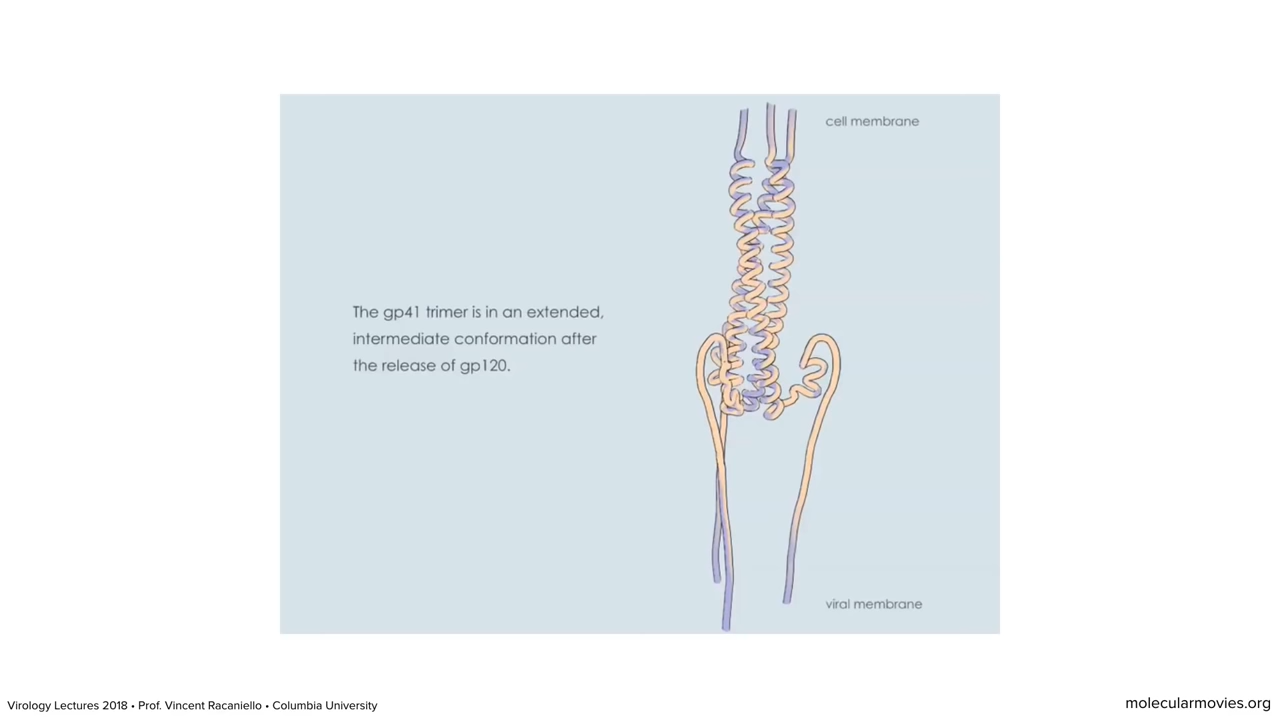 cell membrane
The gp41 trimer is in an extended,
intermediate conformation after
the release of gp120.
viral membrane
Virology Lectures 2018 • Prof. Vincent Racaniello • Columbia University
molecularmovies.org